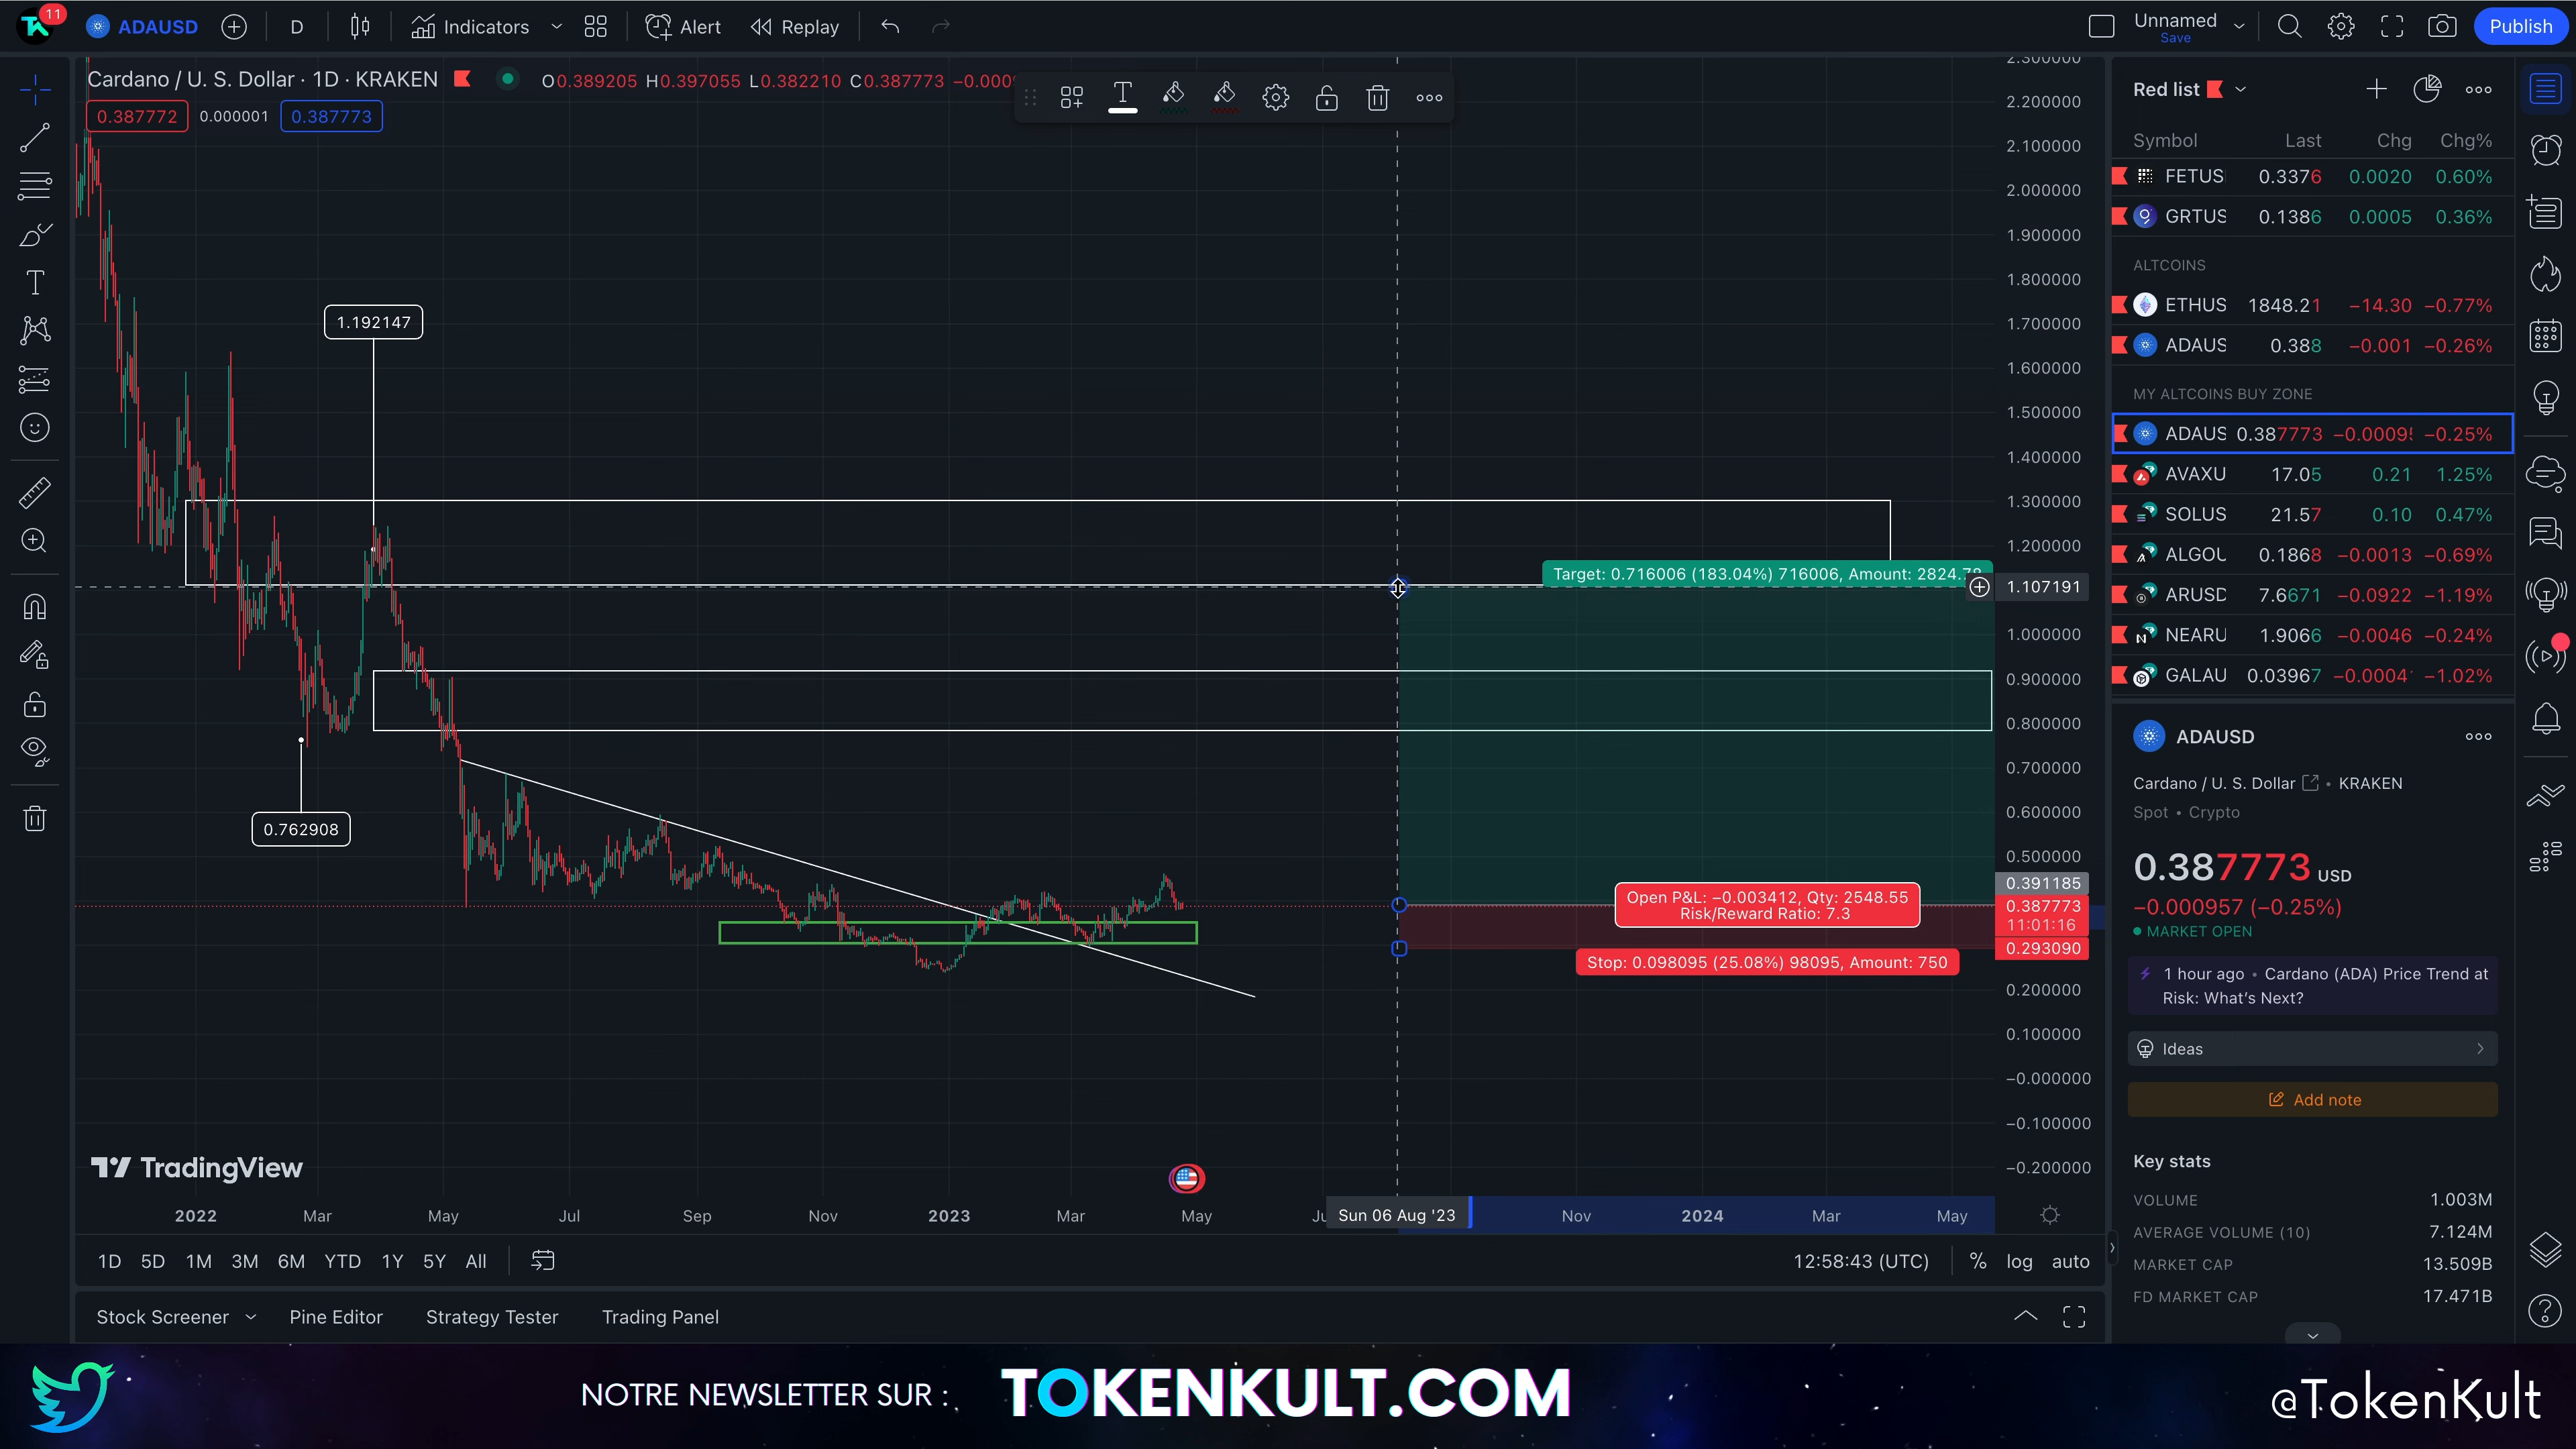 11
ADAUSD
D
Indicators
Alert
Replay
Unnamed
Save
Publish
Cardano / U. S. Dollar · 1D · KRAKEN
O0.389205 H0.397055 L0.382210 C0.387773
0.387772
0.000001
0.387773
1.192147
0.762908
Target: 0.716006 (183.04%) 716006, Amount:
Open P&L: −0.003412, Qty: 2548.55
Risk/Reward Ratio: 7.3
Stop: 0.098095 (25.08%) 98095, Amount: 750
2.300000
2.200000
2.100000
2.000000
1.900000
1.800000
1.700000
1.600000
1.500000
1.400000
1.300000
1.200000
1.107191
1.000000
0.900000
0.800000
0.700000
0.600000
0.500000
0.391185
0.387773
11:01:16
0.293090
0.200000
0.100000
−0.000000
−0.100000
−0.200000
TradingView
2022
Mar
May
Jul
Sep
Nov
2023
Mar
May
Sun 06 Aug '23
Nov
2024
Mar
May
1D
5D
1M
3M
6M
YTD
1Y
5Y
All
12:58:43 (UTC)
%
log
auto
Stock Screener
Pine Editor
Strategy Tester
Trading Panel
Red list
Symbol Last Chg Chg%
FETUS 0.3376 0.0020 0.60%
GRTUS 0.1386 0.0005 0.36%
ALTCOINS
ETHUS 1848.21 −14.30 −0.77%
ADAUS 0.388 −0.001 −0.26%
MY ALTCOINS BUY ZONE
ADAUS 0.387773 −0.00095 −0.25%
AVAXU 17.05 0.21 1.25%
SOLUS 21.57 0.10 0.47%
ALGOU 0.1868 −0.0013 −0.69%
ARUSD 7.6671 −0.0922 −1.19%
NEARU 1.9066 −0.0046 −0.24%
GALAU 0.03967 −0.0004 −1.02%
ADAUSD
Cardano / U. S. Dollar • KRAKEN
Spot • Crypto
0.387773 USD
−0.000957 (−0.25%)
MARKET OPEN
1 hour ago • Cardano (ADA) Price Trend at
Risk: What's Next?
Ideas
Add note
Key stats
VOLUME 1.003M
AVERAGE VOLUME (10) 7.124M
MARKET CAP 13.509B
FD MARKET CAP 17.471B
NOTRE NEWSLETTER SUR :
TOKENKULT.COM
@TokenKult